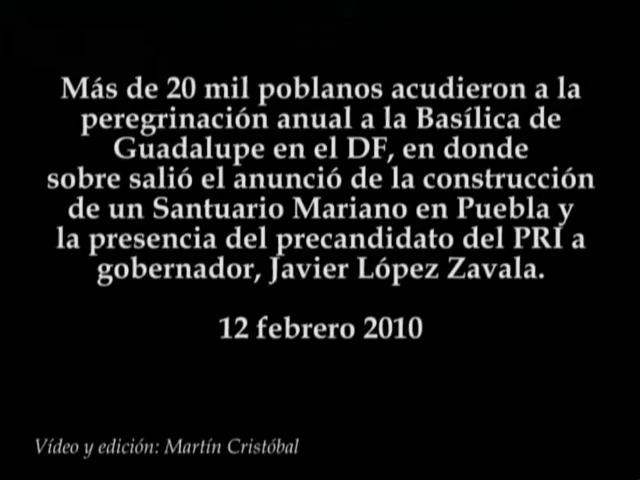 Más de 20 mil poblanos acudieron a la
peregrinación anual a la Basílica de
Guadalupe en el DF, en donde
sobre salió el anunció de la construcción
de un Santuario Mariano en Puebla y
la presencia del precandidato del PRI a
gobernador, Javier López Zavala.
12 febrero 2010
Vídeo y edición: Martín Cristóbal